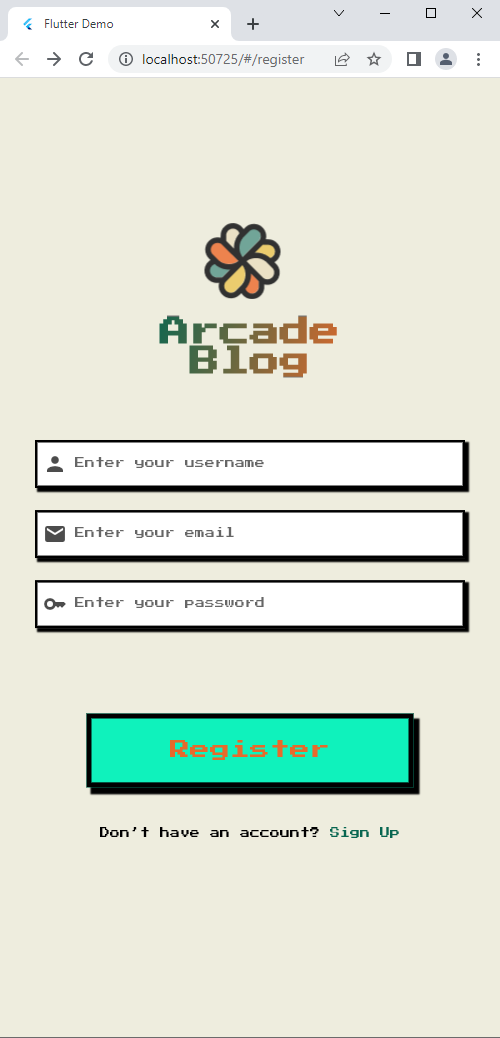 Flutter Demo
localhost:50725/#/register
Arcade
Blog
Enter your username
Enter your email
Enter your password
Register
Don't have an account? Sign Up